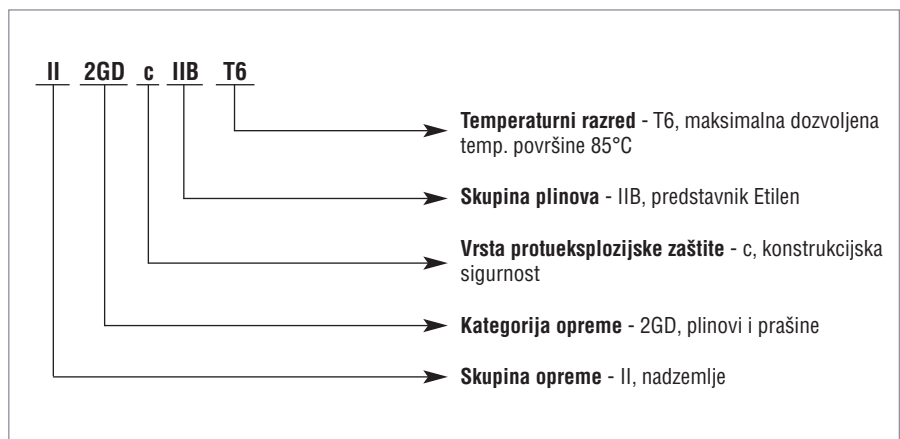 II 2GD c IIB T6
Temperaturni razred - T6, maksimalna dozvoljena
temp. površine 85°C
Skupina plinova - IIB, predstavnik Etilen
Vrsta protueksplozijske zaštite - c, konstrukcijska
sigurnost
Kategorija opreme - 2GD, plinovi i prašine
Skupina opreme - II, nadzemlje